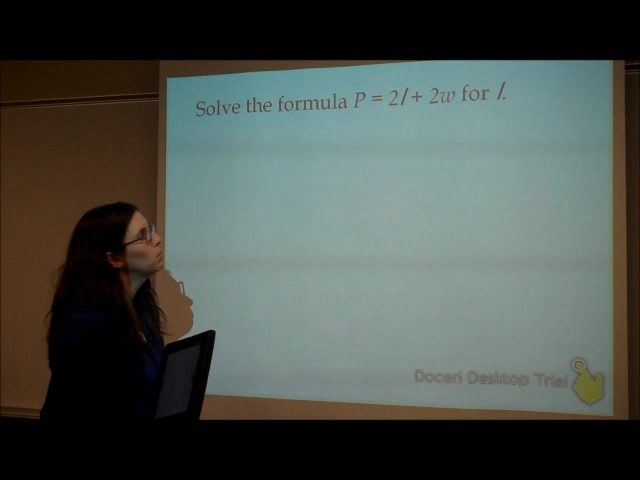 Solve the formula P = 2l + 2w for l.
Doceri Desktop Trial